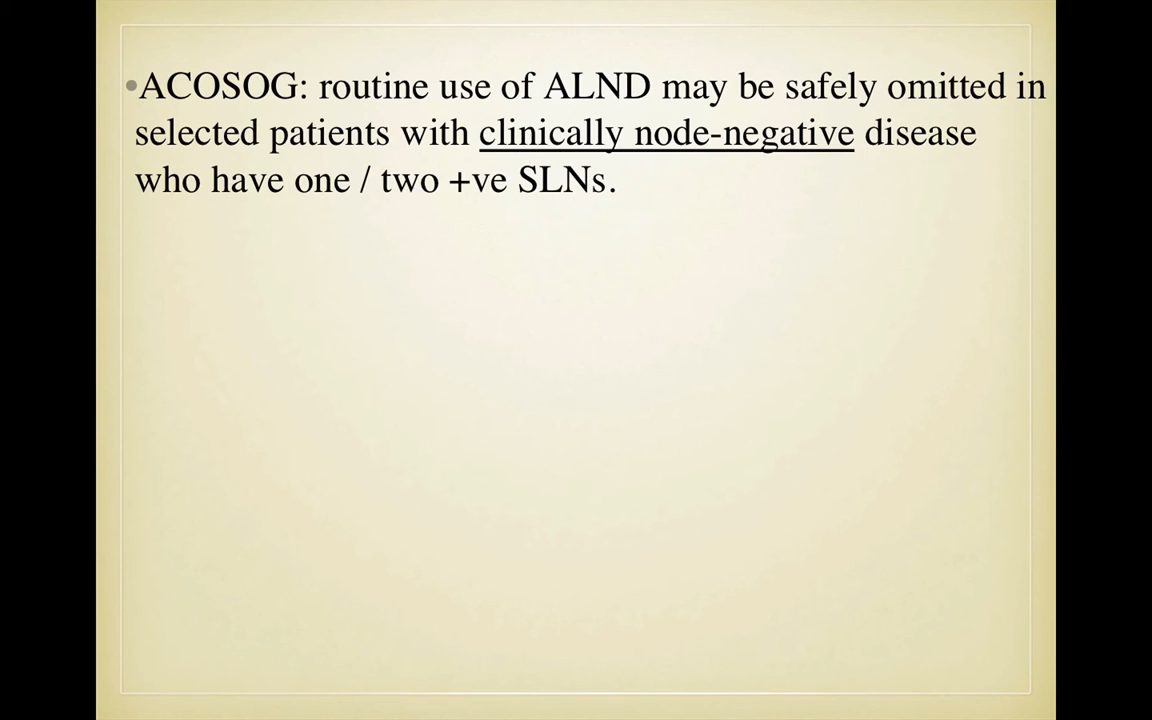 •ACOSOG: routine use of ALND may be safely omitted in
selected patients with clinically node-negative disease
who have one / two +ve SLNs.